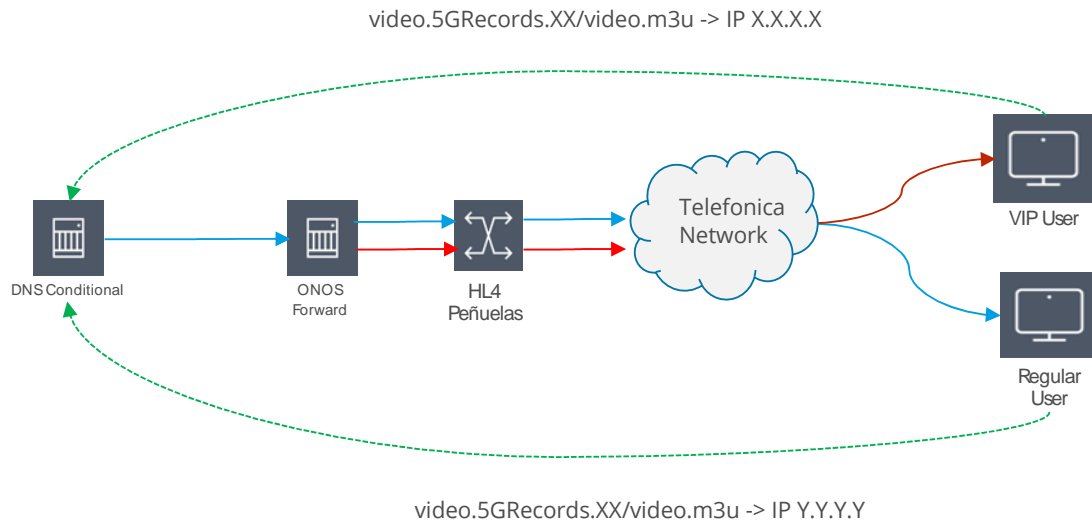 video.5GRecords.XX/video.m3u -> IP X.X.X.X
Telefonica
Network
VIP User
DNS Conditional
ONOS
Forward
HL4
Peñuelas
Regular
User
video.5GRecords.XX/video.m3u -> IP Y.Y.Y.Y